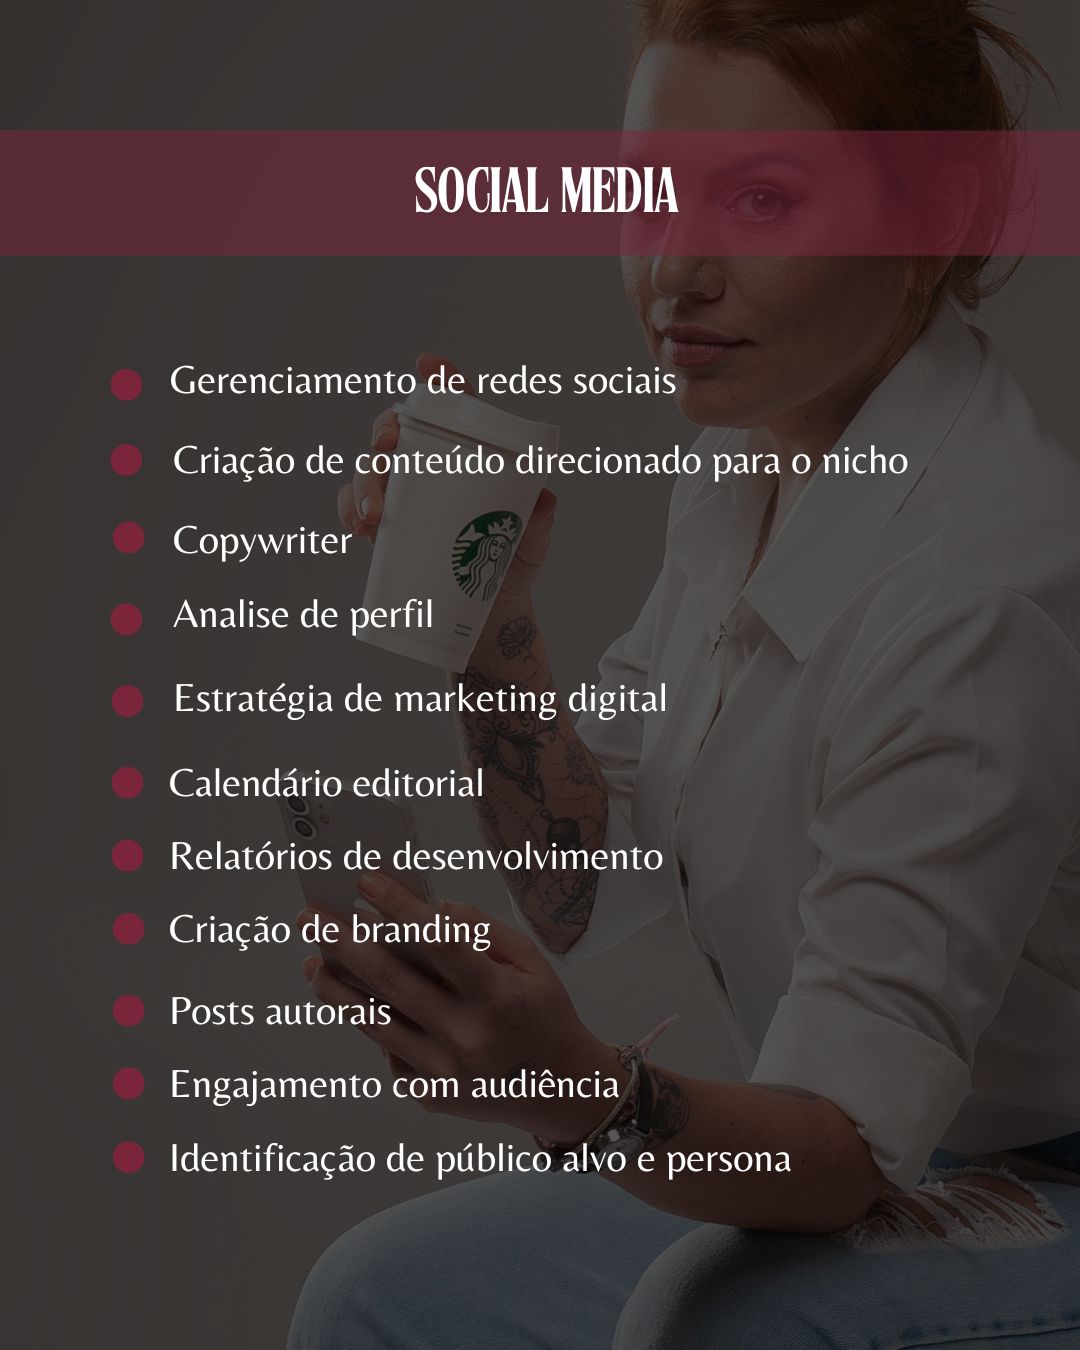 SOCIAL MEDIA
Gerenciamento de redes sociais
Criação de conteúdo direcionado para o nicho
Copywriter
Analise de perfil
Estratégia de marketing digital
Calendário editorial
Relatórios de desenvolvimento
Criação de branding
Posts autorais
Engajamento com audiência
Identificação de público alvo e persona